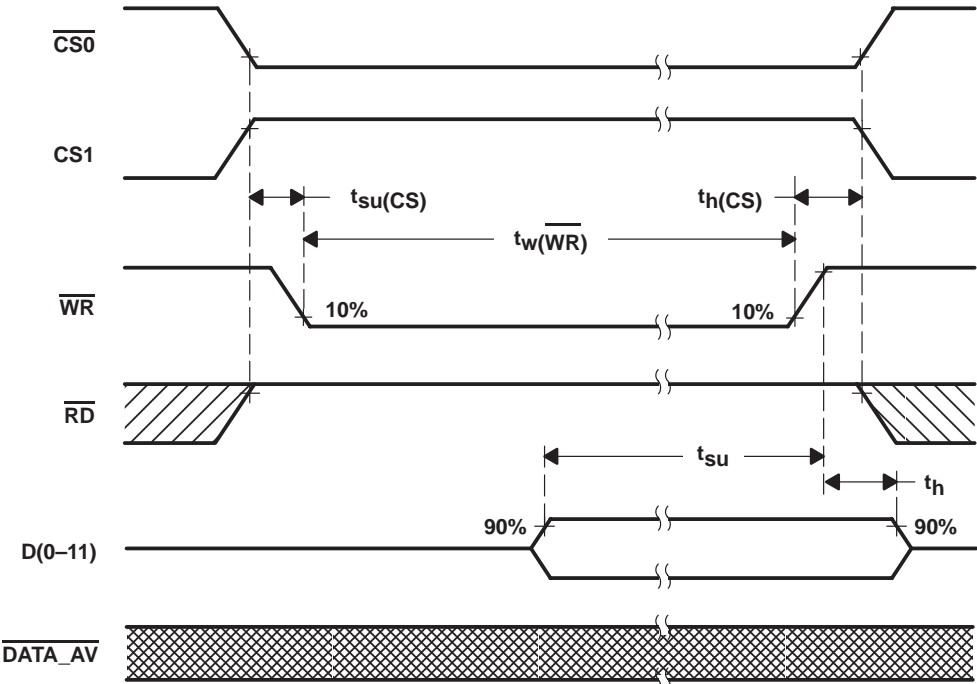 CS0
CS1
tsu(CS)
th(CS)
tw(WR)
WR
10%
10%
RD
tsu
th
90%
90%
D(0–11)
DATA_AV